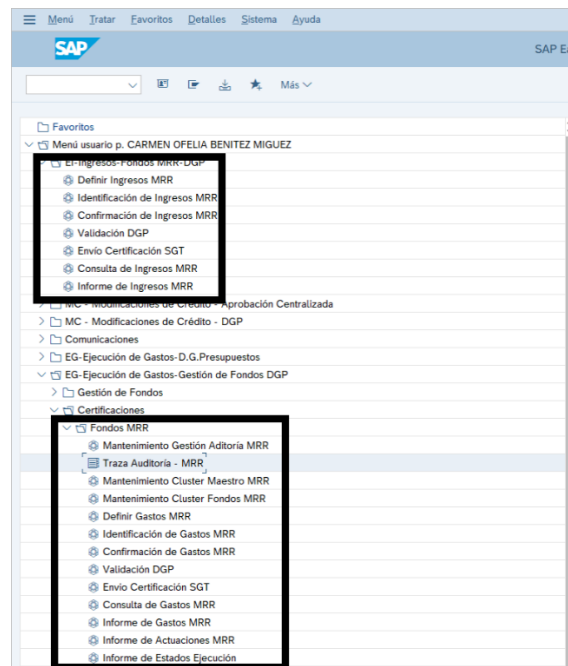 Menú Tratar Favoritos Detalles Sistema Ayuda
SAP
SAP Ea
Más
Favoritos
Menú usuario p. CARMEN OFELIA BENITEZ MIGUEZ
EI-Ingresos-Fondos MRR-DGP
Definir Ingresos MRR
Identificación de Ingresos MRR
Confirmación de Ingresos MRR
Validación DGP
Envío Certificación SGT
Consulta de Ingresos MRR
Informe de Ingresos MRR
MC - Modificaciones de Crédito - Aprobación Centralizada
MC - Modificaciones de Crédito - DGP
Comunicaciones
EG-Ejecución de Gastos-D.G.Presupuestos
EG-Ejecución de Gastos-Gestión de Fondos DGP
Gestión de Fondos
Certificaciones
Fondos MRR
Mantenimiento Gestión Aditoría MRR
Traza Auditoría - MRR
Mantenimiento Cluster Maestro MRR
Mantenimiento Cluster Fondos MRR
Definir Gastos MRR
Identificación de Gastos MRR
Confirmación de Gastos MRR
Validación DGP
Envio Certificación SGT
Consulta de Gastos MRR
Informe de Gastos MRR
Informe de Actuaciones MRR
Informe de Estados Ejecución